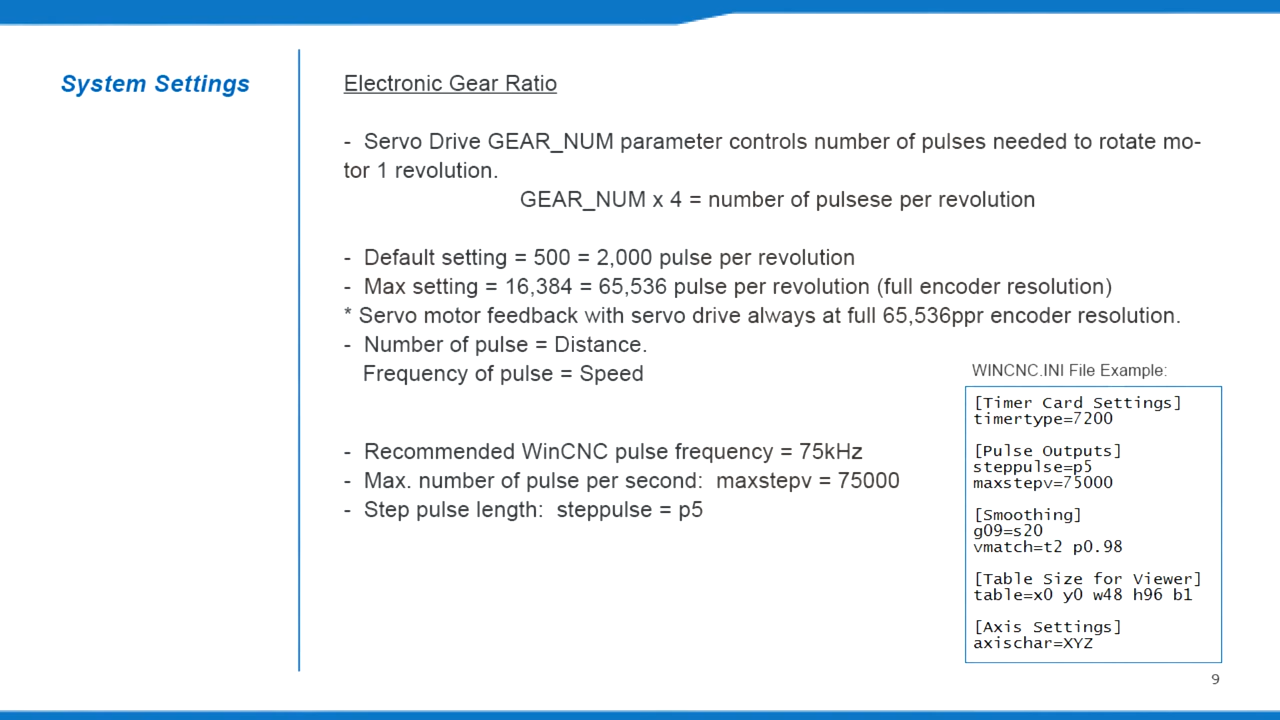 System Settings
Electronic Gear Ratio
- Servo Drive GEAR_NUM parameter controls number of pulses needed to rotate mo-
tor 1 revolution.
GEAR_NUM x 4 = number of pulsese per revolution
- Default setting = 500 = 2,000 pulse per revolution
- Max setting = 16,384 = 65,536 pulse per revolution (full encoder resolution)
* Servo motor feedback with servo drive always at full 65,536ppr encoder resolution.
- Number of pulse = Distance.
Frequency of pulse = Speed
- Recommended WinCNC pulse frequency = 75kHz
- Max. number of pulse per second: maxstepv = 75000
- Step pulse length: steppulse = p5
WINCNC.INI File Example:
[Timer Card Settings]
timertype=7200
[Pulse Outputs]
steppulse=p5
maxstepv=75000
[Smoothing]
g09=s20
vmatch=t2 p0.98
[Table Size for Viewer]
table=x0 y0 w48 h96 b1
[Axis Settings]
axischar=XYZ
9